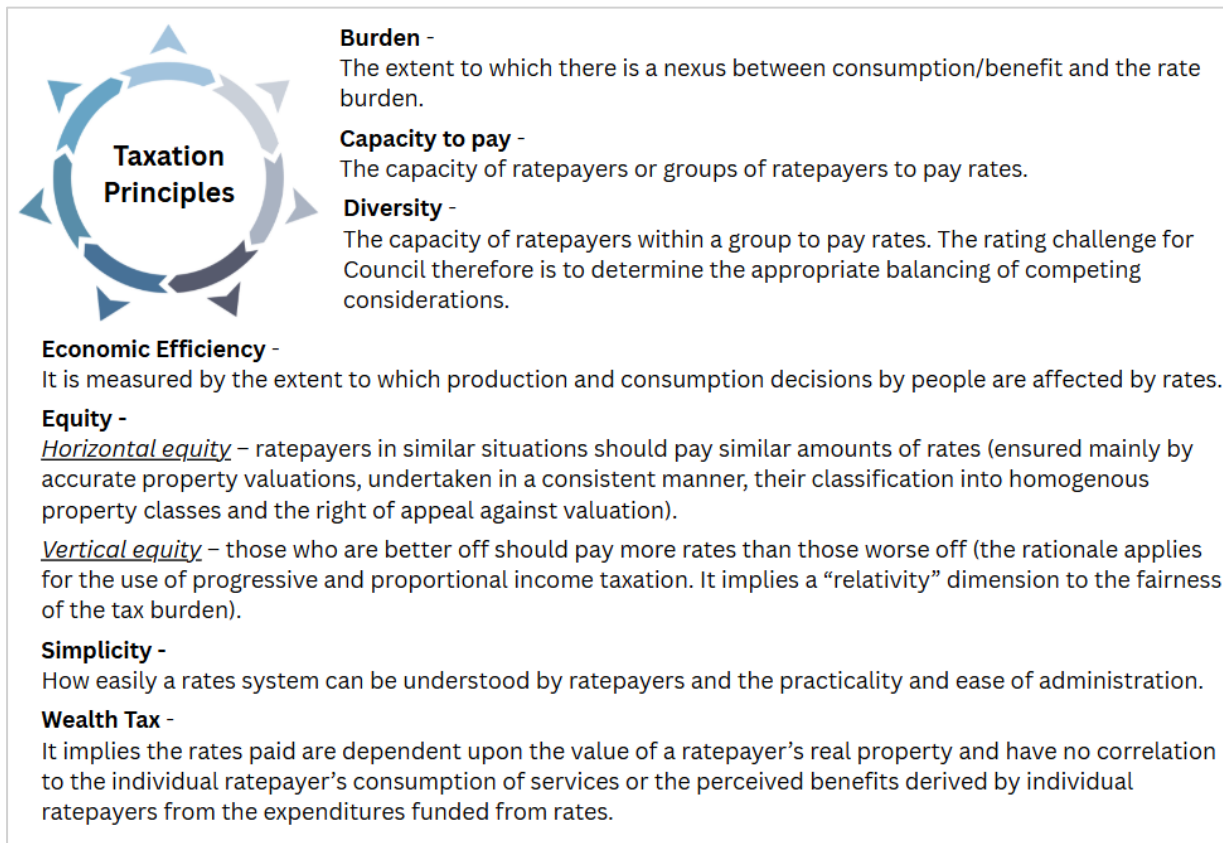 Taxation
Principles
Burden -
The extent to which there is a nexus between consumption/benefit and the rate
burden.
Capacity to pay -
The capacity of ratepayers or groups of ratepayers to pay rates.
Diversity -
The capacity of ratepayers within a group to pay rates. The rating challenge for
Council therefore is to determine the appropriate balancing of competing
considerations.
Economic Efficiency -
It is measured by the extent to which production and consumption decisions by people are affected by rates.
Equity -
Horizontal equity – ratepayers in similar situations should pay similar amounts of rates (ensured mainly by
accurate property valuations, undertaken in a consistent manner, their classification into homogenous
property classes and the right of appeal against valuation).
Vertical equity – those who are better off should pay more rates than those worse off (the rationale applies
for the use of progressive and proportional income taxation. It implies a “relativity” dimension to the fairness
of the tax burden).
Simplicity -
How easily a rates system can be understood by ratepayers and the practicality and ease of administration.
Wealth Tax -
It implies the rates paid are dependent upon the value of a ratepayer’s real property and have no correlation
to the individual ratepayer’s consumption of services or the perceived benefits derived by individual
ratepayers from the expenditures funded from rates.